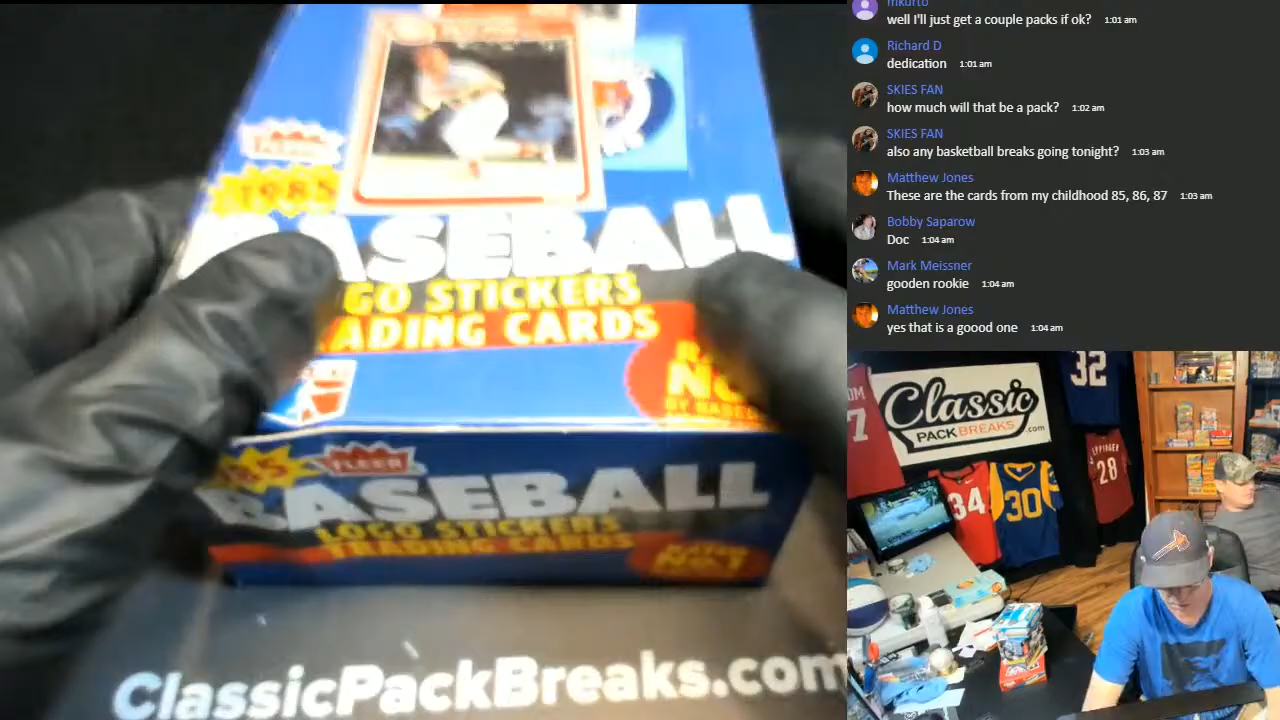 FLEER
1985
BASEBALL
GO STICKERS
ADING CARDS
FLEER
BASEBALL
LOGO STICKERS
TRADING CARDS
ClassicPackBreaks.com
mkurto
well I'll just get a couple packs if ok? 1:01 am
Richard D
dedication 1:01 am
SKIES FAN
how much will that be a pack? 1:02 am
SKIES FAN
also any basketball breaks going tonight? 1:03 am
Matthew Jones
These are the cards from my childhood 85, 86, 87 1:03 am
Bobby Saparow
Doc 1:04 am
Mark Meissner
gooden rookie 1:04 am
Matthew Jones
yes that is a goood one 1:04 am
Classic
PACK BREAKS .com
32
7
34
30
28